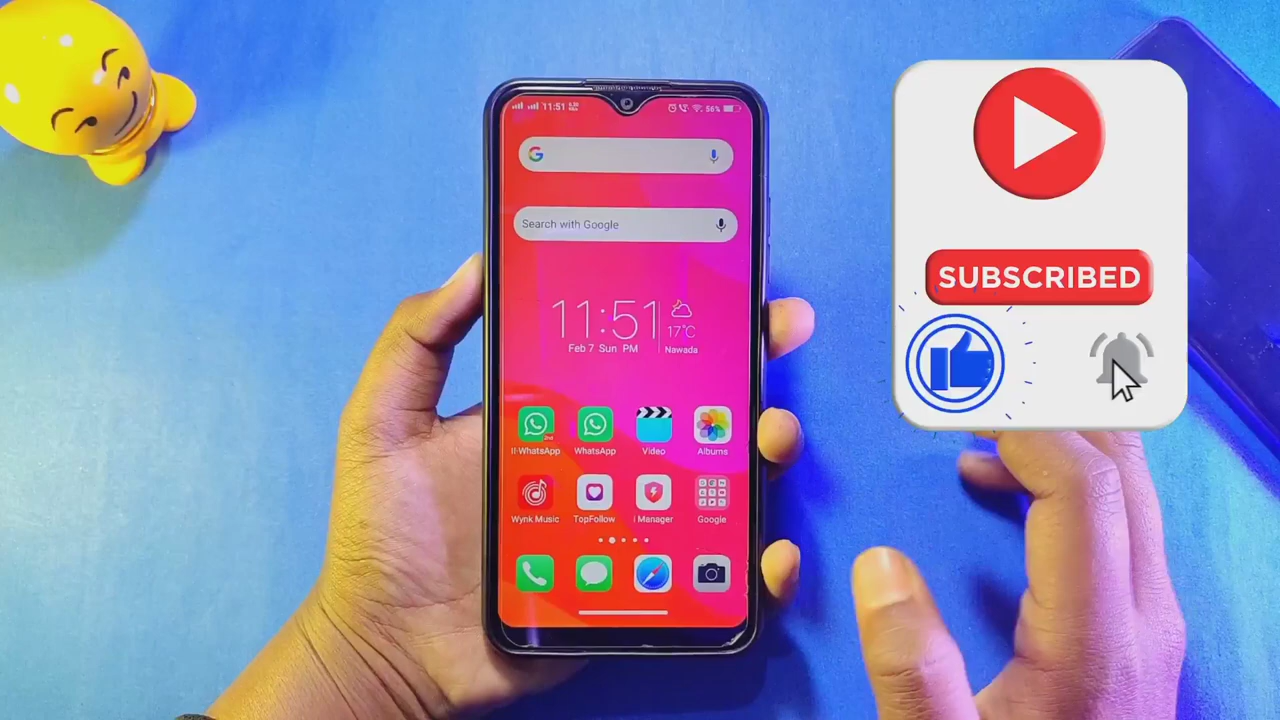 11:51
56%
Search with Google
11:51
17°C
Feb 7 Sun PM
Nawada
WhatsApp
WhatsApp
Video
Albums
Wynk Music
TopFollow
i Manager
Google
SUBSCRIBED